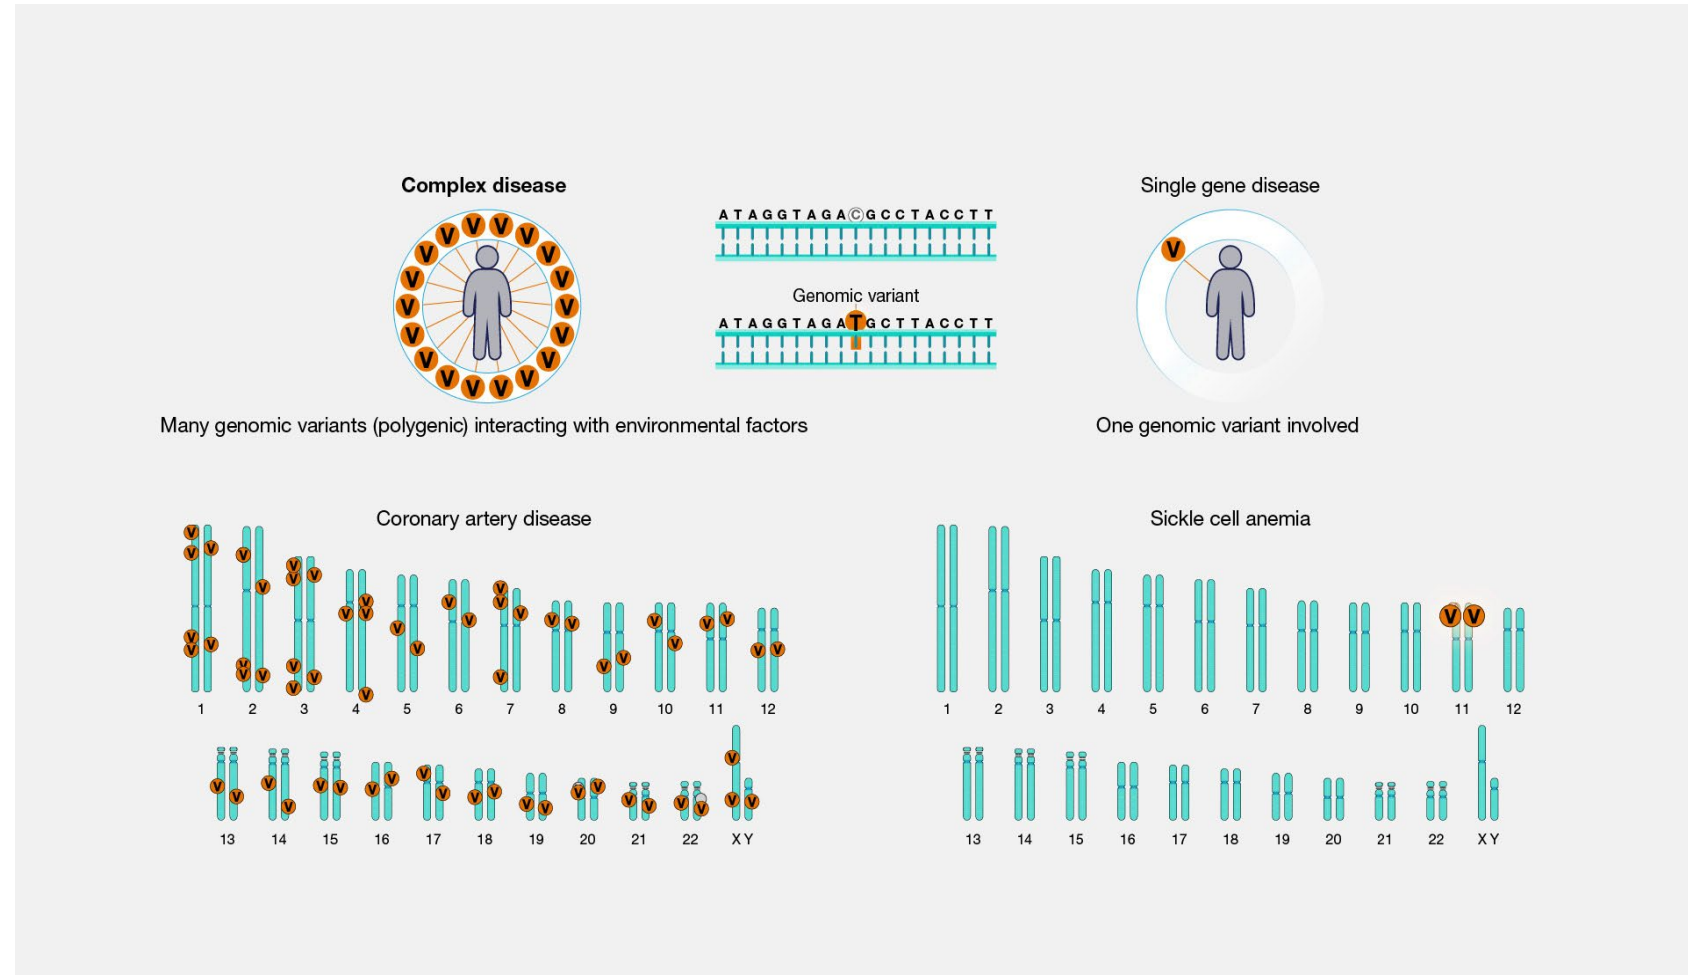 Complex disease
V V V V V V V V V V V V V V V V V V
Many genomic variants (polygenic) interacting with environmental factors
ATAGGTAGACGCCTACCTT
Genomic variant
ATAGGTAGATGCTTACCTT
Single gene disease
V
One genomic variant involved
Coronary artery disease
V V V V V V V V V V V V V V V V V V V V V V V V V V V V V V V V V V V V V V V
1 2 3 4 5 6 7 8 9 10 11 12
V V V V V V V V V V V V V V V V V V V V V V V
13 14 15 16 17 18 19 20 21 22 X Y
Sickle cell anemia
V V
1 2 3 4 5 6 7 8 9 10 11 12
13 14 15 16 17 18 19 20 21 22 X Y